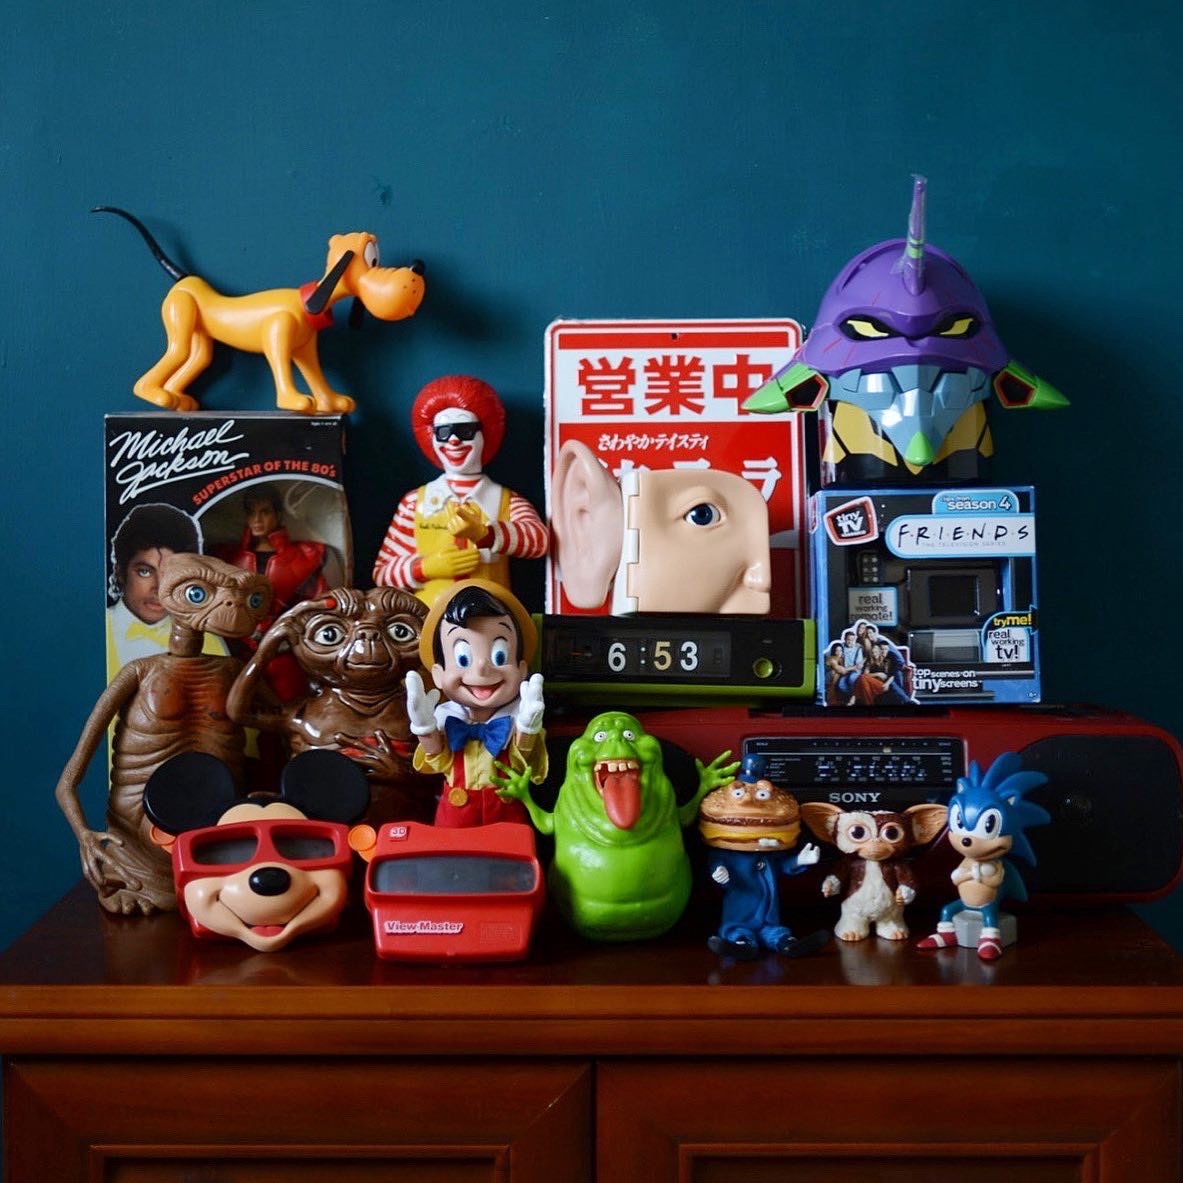 Michael
Jackson
SUPERSTAR OF THE 80's
営業中
さわやかテイスティ
season 4
tiny
TV
F·R·I·E·N·D·S
THE TELEVISION SERIES
real
working
remote!
try me!
real
working
tv!
top scenes on
tiny screens
6:53
SONY
3D
View-Master